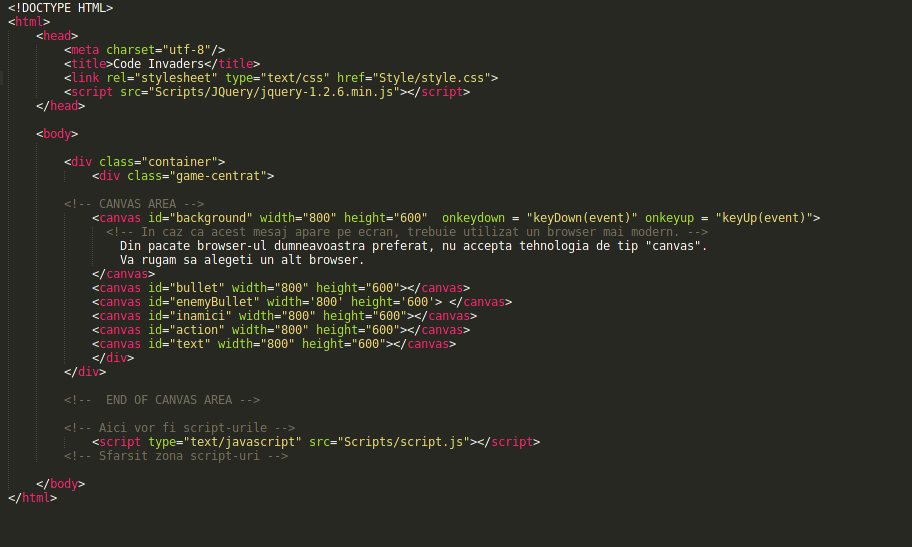 <!DOCTYPE HTML>
<html>
<head>
<meta charset="utf-8"/>
<title>Code Invaders</title>
<link rel="stylesheet" type="text/css" href="Style/style.css">
<script src="Scripts/JQuery/jquery-1.2.6.min.js"></script>
</head>
<body>
<div class="container">
<div class="game-centrat">
<!-- CANVAS AREA -->
<canvas id="background" width="800" height="600"  onkeydown = "keyDown(event)" onkeyup = "keyUp(event)">
<!-- In caz ca acest mesaj apare pe ecran, trebuie utilizat un browser mai modern. -->
Din pacate browser-ul dumneavoastra preferat, nu accepta tehnologia de tip "canvas".
Va rugam sa alegeti un alt browser.
</canvas>
<canvas id="bullet" width="800" height="600"></canvas>
<canvas id="enemyBullet" width='800' height='600'> </canvas>
<canvas id="inamici" width="800" height="600"></canvas>
<canvas id="action" width="800" height="600"></canvas>
<canvas id="text" width="800" height="600"></canvas>
</div>
</div>
<!--  END OF CANVAS AREA -->
<!-- Aici vor fi script-urile -->
<script type="text/javascript" src="Scripts/script.js"></script>
<!-- Sfarsit zona script-uri -->
</body>
</html>